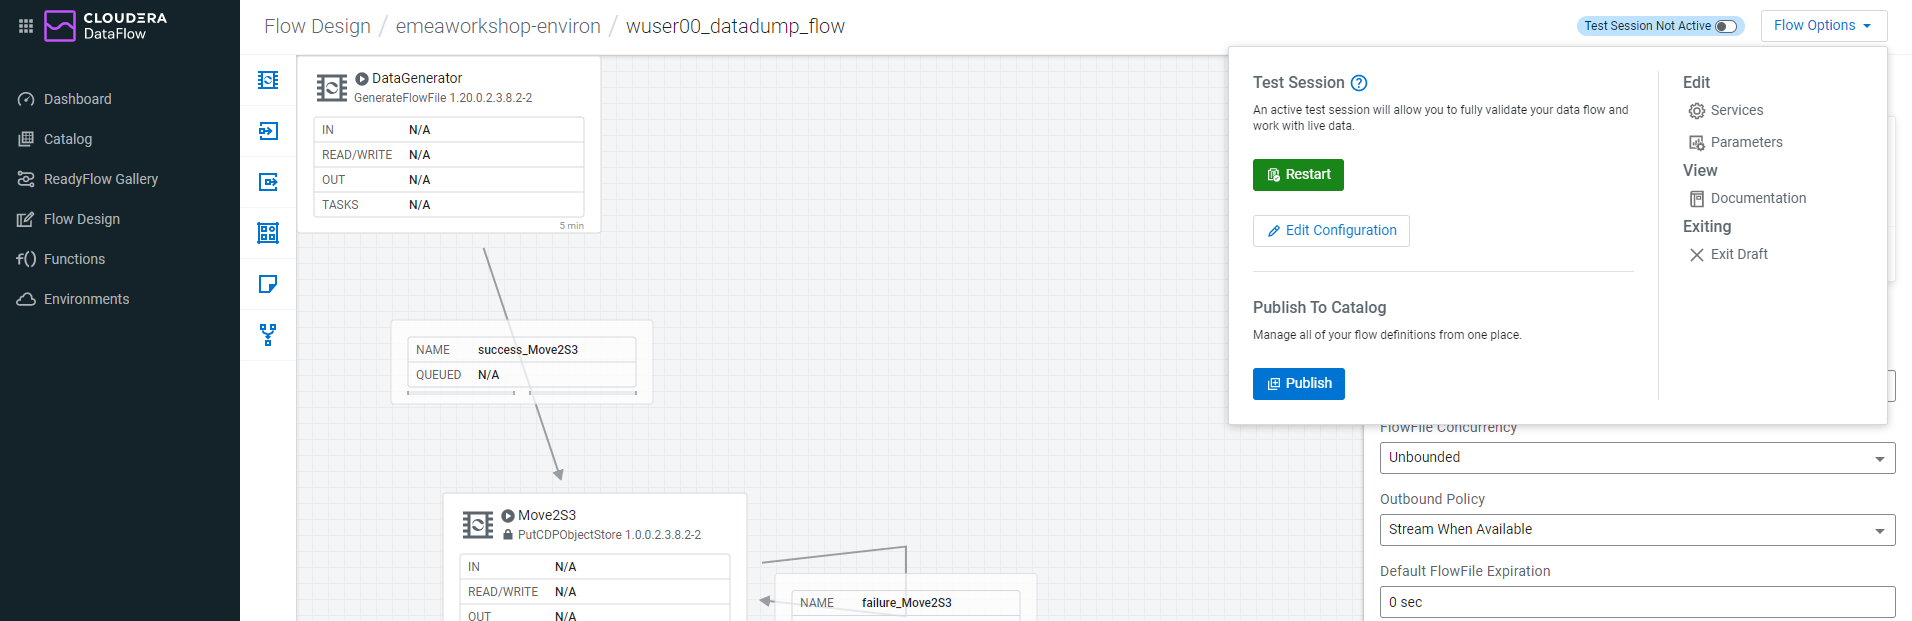 CLOUDERA
DataFlow
Dashboard
Catalog
ReadyFlow Gallery
Flow Design
Functions
Environments
Flow Design / emeaworkshop-environ / wuser00_datadump_flow
Test Session Not Active
Flow Options
DataGenerator
GenerateFlowFile 1.20.0.2.3.8.2-2
IN N/A
READ/WRITE N/A
OUT N/A
TASKS N/A
5 min
NAME success_Move2S3
QUEUED N/A
Move2S3
PutCDPObjectStore 1.0.0.2.3.8.2-2
IN N/A
READ/WRITE N/A
OUT N/A
NAME failure_Move2S3
Test Session
An active test session will allow you to fully validate your data flow and
work with live data.
Restart
Edit Configuration
Publish To Catalog
Manage all of your flow definitions from one place.
Publish
Edit
Services
Parameters
View
Documentation
Exiting
Exit Draft
FlowFile Concurrency
Unbounded
Outbound Policy
Stream When Available
Default FlowFile Expiration
0 sec